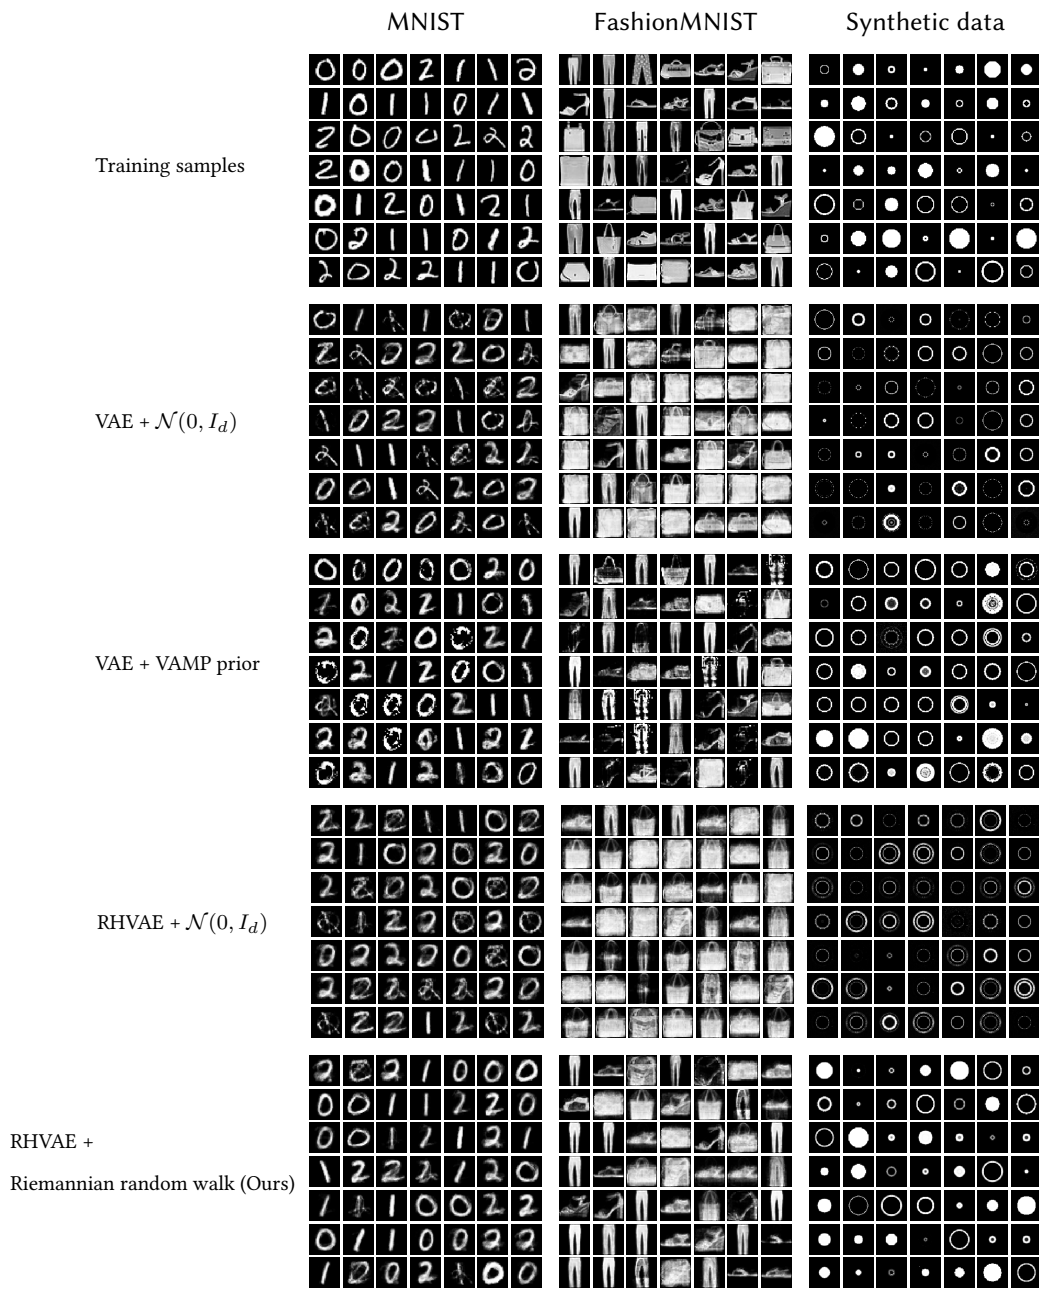 MNIST FashionMNIST Synthetic data
Training samples
VAE + 𝒩(0, I_d)
VAE + VAMP prior
RHVAE + 𝒩(0, I_d)
RHVAE +
Riemannian random walk (Ours)